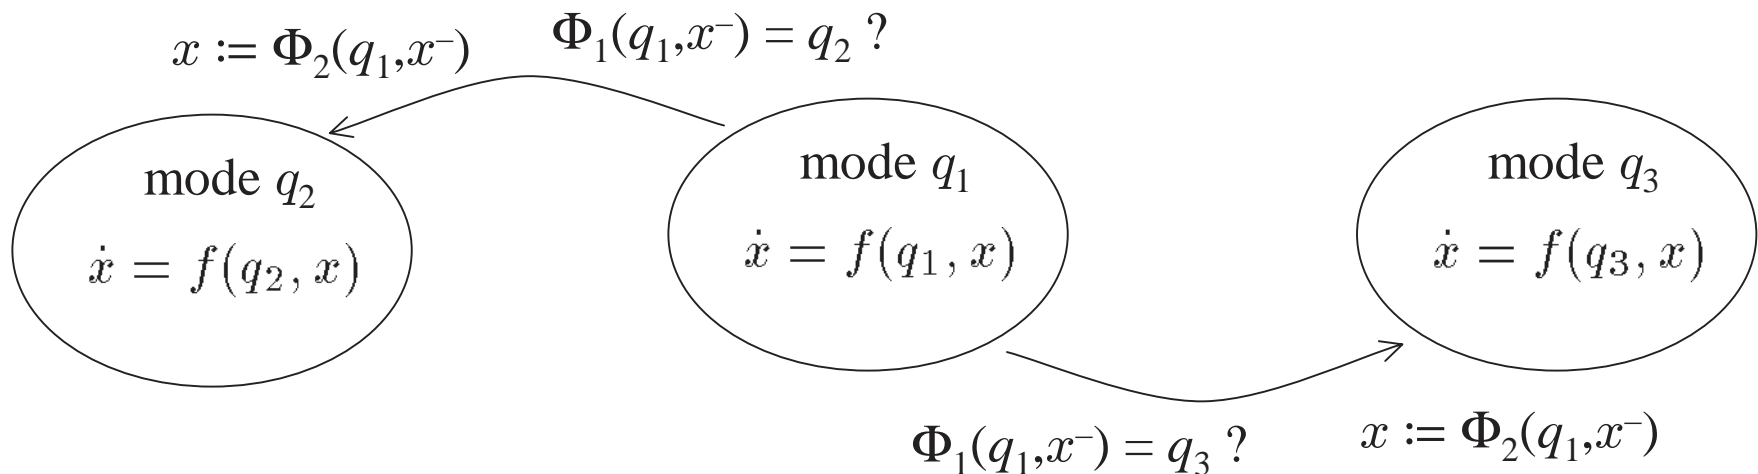 x := Φ₂(q₁,x⁻)
Φ₁(q₁,x⁻) = q₂ ?
mode q₂
ẋ = f(q₂, x)
mode q₁
ẋ = f(q₁, x)
mode q₃
ẋ = f(q₃, x)
Φ₁(q₁,x⁻) = q₃ ?
x := Φ₂(q₁,x⁻)